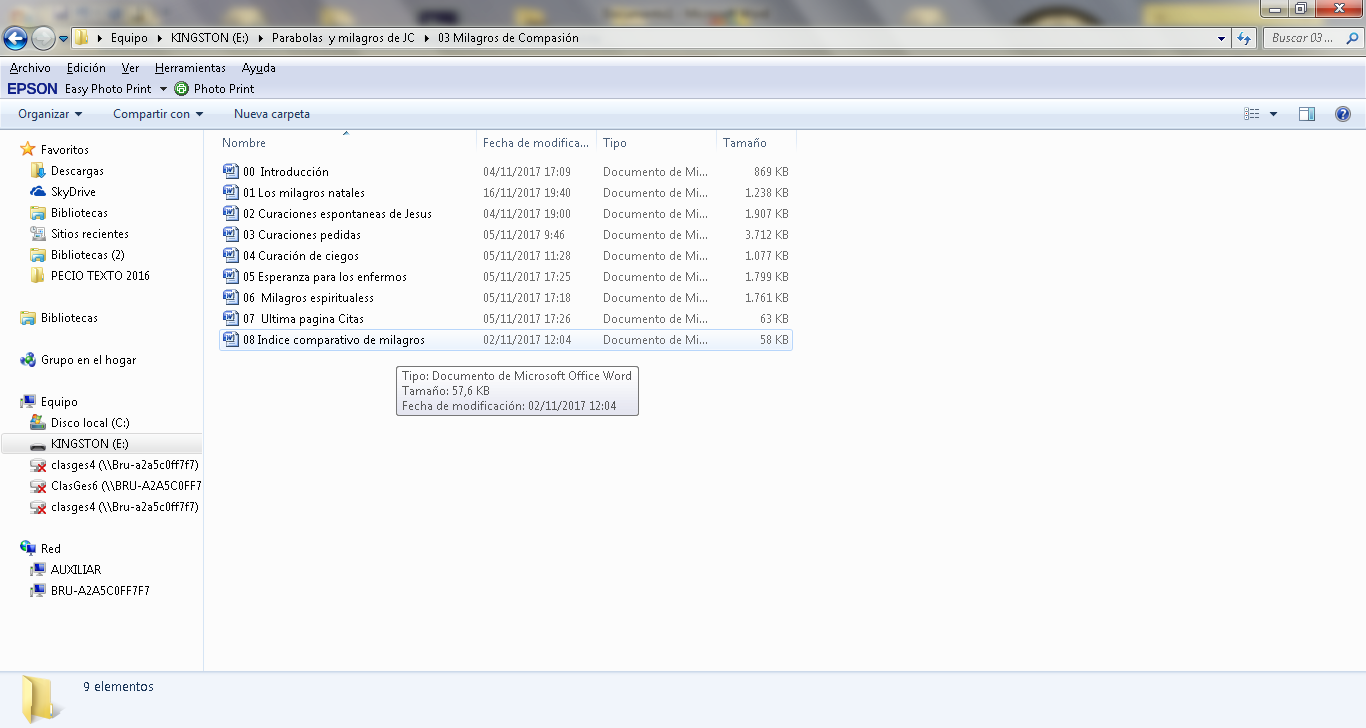 Equipo ▸ KINGSTON (E:) ▸ Parabolas y milagros de JC ▸ 03 Milagros de Compasión
Buscar 03 ...
Archivo Edición Ver Herramientas Ayuda
EPSON Easy Photo Print Photo Print
Organizar Compartir con Nueva carpeta
Favoritos
Descargas
SkyDrive
Bibliotecas
Sitios recientes
Bibliotecas (2)
PECIO TEXTO 2016
Bibliotecas
Grupo en el hogar
Equipo
Disco local (C:)
KINGSTON (E:)
clasges4 (\\Bru-a2a5c0ff7f7)
ClasGes6 (\\BRU-A2A5C0FF7
clasges4 (\\Bru-a2a5c0ff7f7)
Red
AUXILIAR
BRU-A2A5C0FF7F7
Nombre Fecha de modifica... Tipo Tamaño
00 Introducción 04/11/2017 17:09 Documento de Mi... 869 KB
01 Los milagros natales 16/11/2017 19:40 Documento de Mi... 1.238 KB
02 Curaciones espontaneas de Jesus 04/11/2017 19:00 Documento de Mi... 1.907 KB
03 Curaciones pedidas 05/11/2017 9:46 Documento de Mi... 3.712 KB
04 Curación de ciegos 05/11/2017 11:28 Documento de Mi... 1.077 KB
05 Esperanza para los enfermos 05/11/2017 17:25 Documento de Mi... 1.799 KB
06 Milagros espiritualess 05/11/2017 17:18 Documento de Mi... 1.761 KB
07 Ultima pagina Citas 05/11/2017 17:26 Documento de Mi... 63 KB
08 Indice comparativo de milagros 02/11/2017 12:04 Documento de Mi... 58 KB
Tipo: Documento de Microsoft Office Word
Tamaño: 57,6 KB
Fecha de modificación: 02/11/2017 12:04
9 elementos